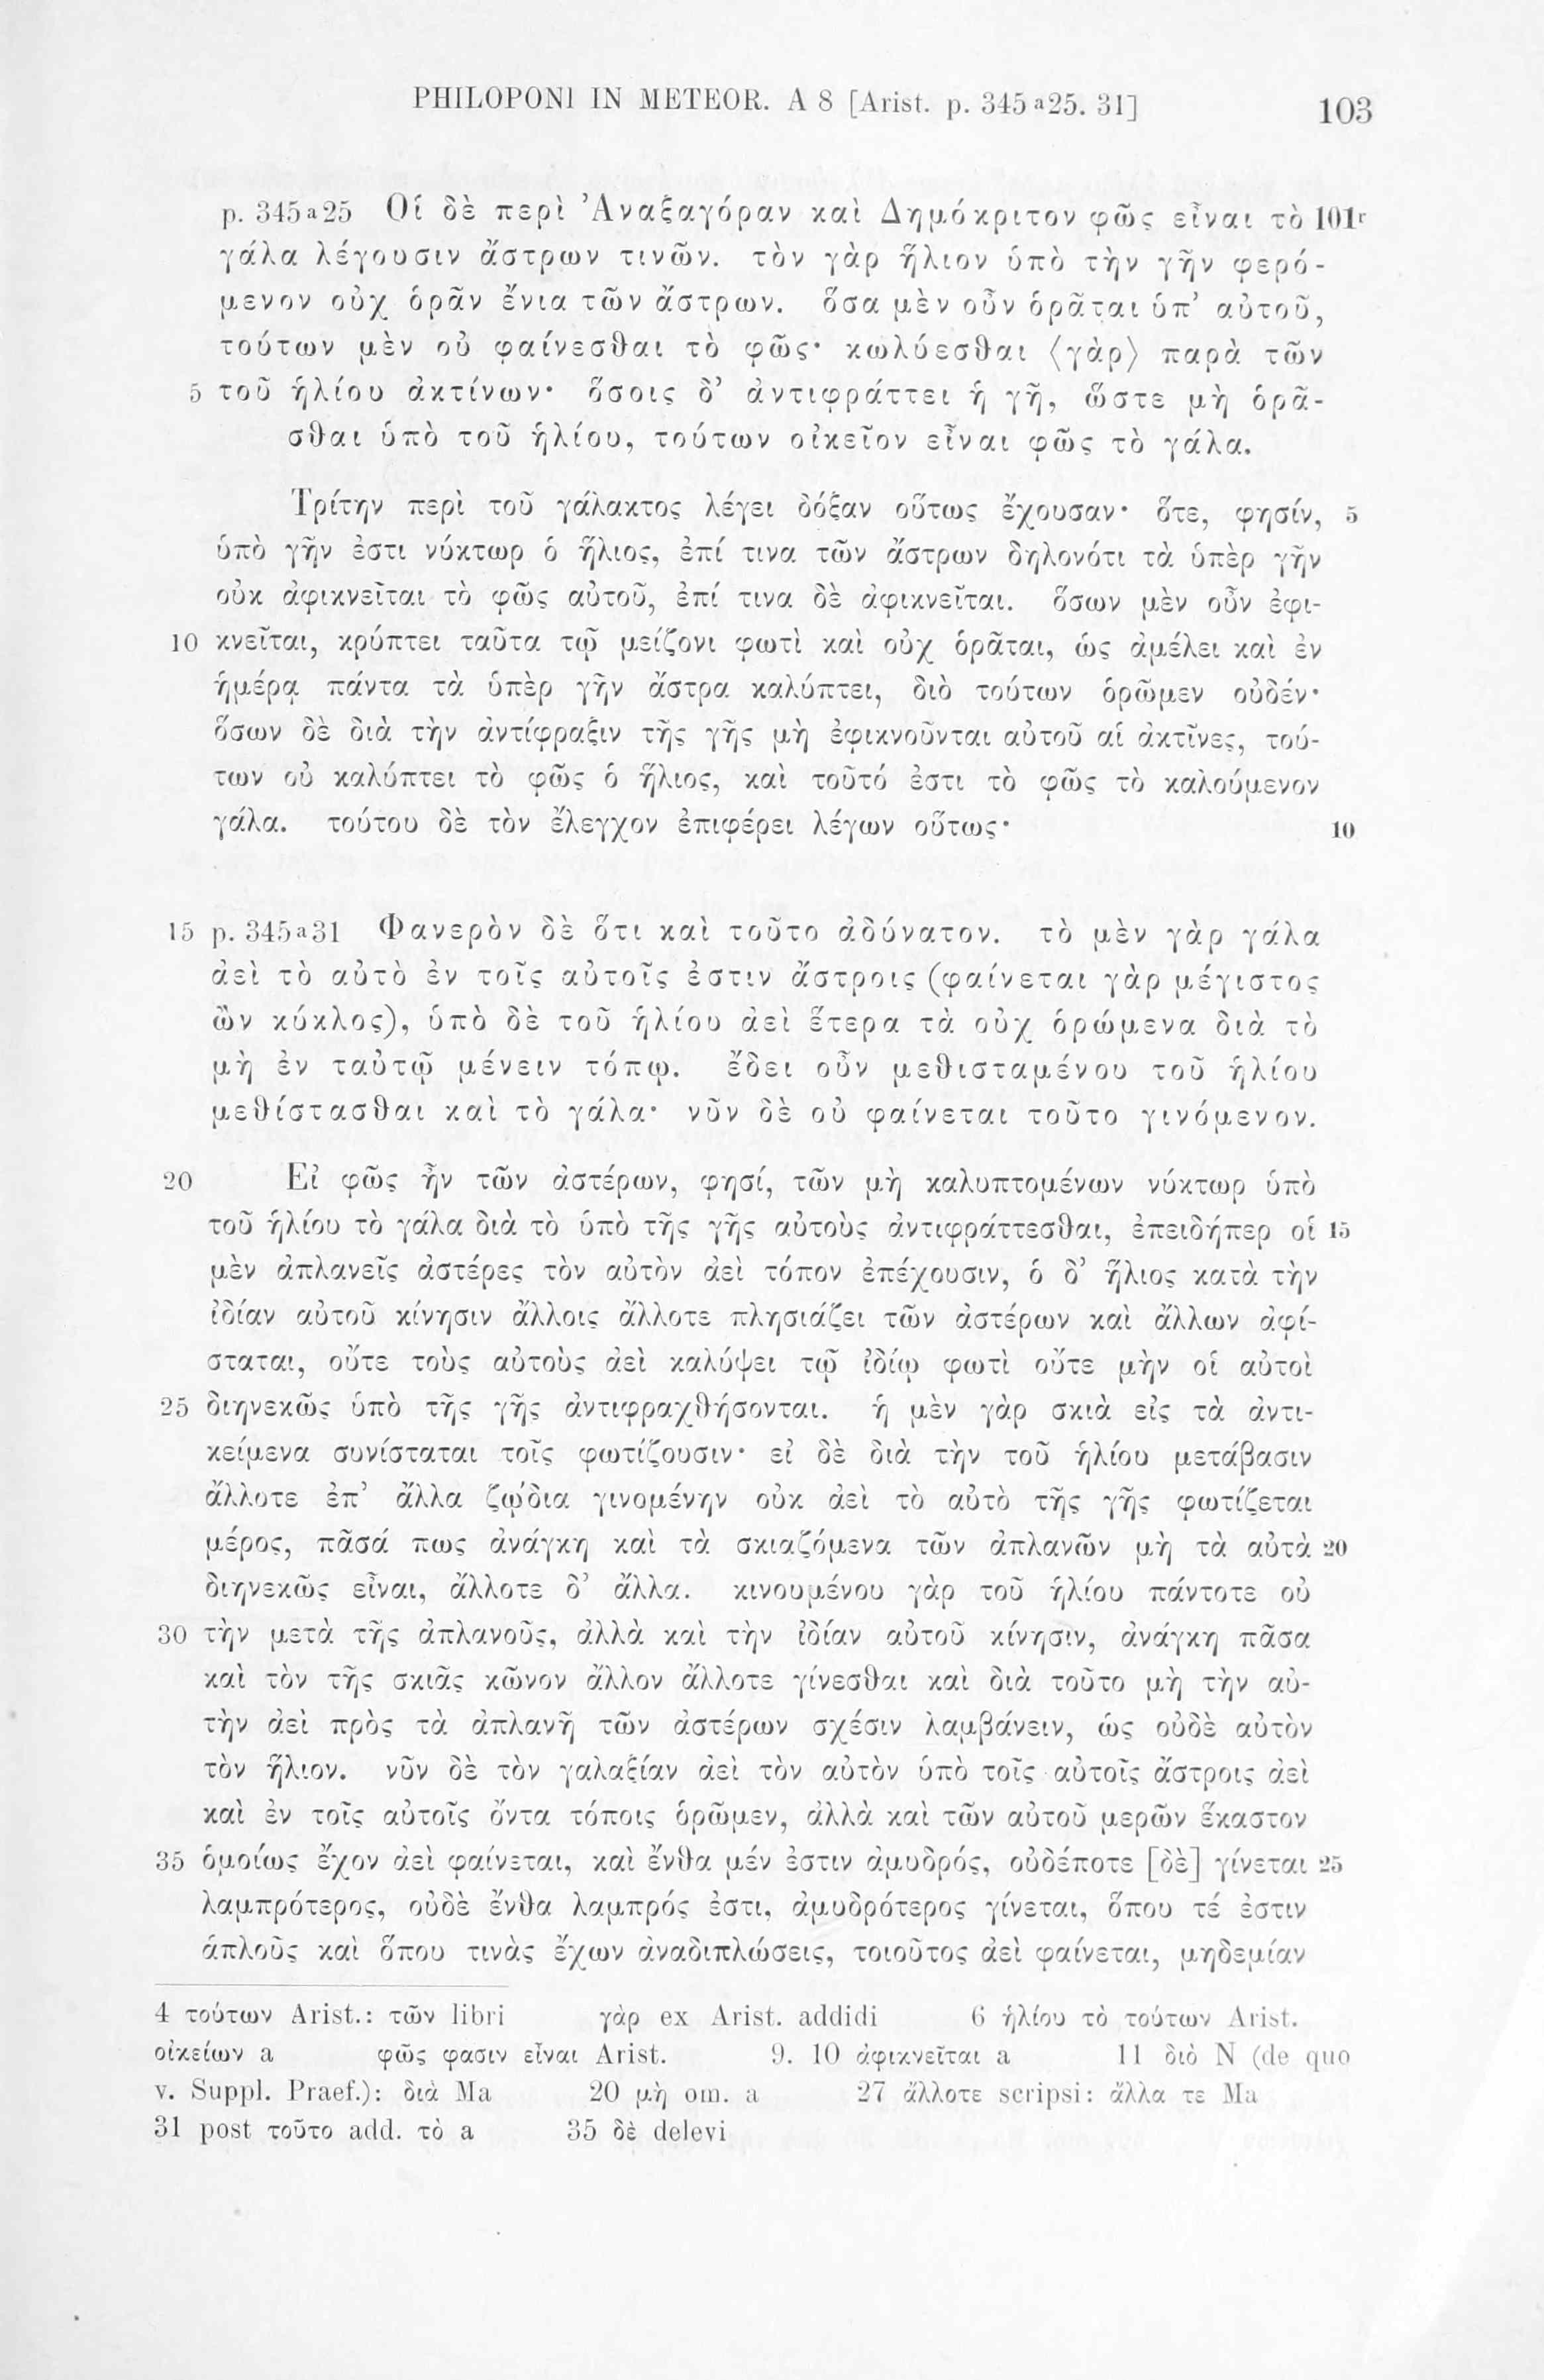 PHILOPONI IN METEOR. A 8 [Arist. p. 345 a 25. 31] 103
p. 345 a 25 Οἱ δὲ περὶ Ἀναξαγόραν καὶ Δημόκριτον φῶς εἶναι τὸ 101r
γάλα λέγουσιν ἄστρων τινῶν. τὸν γὰρ ἥλιον ὑπὸ τὴν γῆν φερό-
μενον οὐχ ὁρᾶν ἔνια τῶν ἄστρων. ὅσα μὲν οὖν ὁρᾶται ὑπ’ αὐτοῦ,
τούτων μὲν οὐ φαίνεσθαι τὸ φῶς· κωλύεσθαι ⟨γὰρ⟩ παρὰ τῶν
5 τοῦ ἡλίου ἀκτίνων· ὅσοις δ’ ἀντιφράττει ἡ γῆ, ὥστε μὴ ὁρᾶ-
σθαι ὑπὸ τοῦ ἡλίου, τούτων οἰκεῖον εἶναι φῶς τὸ γάλα.
Τρίτην περὶ τοῦ γάλακτος λέγει δόξαν οὕτως ἔχουσαν· ὅτε, φησίν, 5
ὑπὸ γῆν ἐστι νύκτωρ ὁ ἥλιος, ἐπί τινα τῶν ἄστρων δηλονότι τὰ ὑπὲρ γῆν
οὐκ ἀφικνεῖται τὸ φῶς αὐτοῦ, ἐπί τινα δὲ ἀφικνεῖται. ὅσων μὲν οὖν ἐφι-
10 κνεῖται, κρύπτει ταῦτα τῷ μείζονι φωτὶ καὶ οὐχ ὁρᾶται, ὡς ἀμέλει καὶ ἐν
ἡμέρᾳ πάντα τὰ ὑπὲρ γῆν ἄστρα καλύπτει, διὸ τούτων ὁρῶμεν οὐδέν·
ὅσων δὲ διὰ τὴν ἀντίφραξιν τῆς γῆς μὴ ἐφικνοῦνται αὐτοῦ αἱ ἀκτῖνες, τού-
των οὐ καλύπτει τὸ φῶς ὁ ἥλιος, καὶ τοῦτό ἐστι τὸ φῶς τὸ καλούμενον
γάλα. τούτου δὲ τὸν ἔλεγχον ἐπιφέρει λέγων οὕτως· 10
15 p. 345 a 31 Φανερὸν δὲ ὅτι καὶ τοῦτο ἀδύνατον. τὸ μὲν γὰρ γάλα
ἀεὶ τὸ αὐτὸ ἐν τοῖς αὐτοῖς ἐστιν ἄστροις (φαίνεται γὰρ μέγιστος
ὢν κύκλος), ὑπὸ δὲ τοῦ ἡλίου ἀεὶ ἕτερα τὰ οὐχ ὁρώμενα διὰ τὸ
μὴ ἐν ταὐτῷ μένειν τόπῳ. ἔδει οὖν μεθισταμένου τοῦ ἡλίου
μεθίστασθαι καὶ τὸ γάλα· νῦν δὲ οὐ φαίνεται τοῦτο γινόμενον.
20 Εἰ φῶς ἦν τῶν ἀστέρων, φησί, τῶν μὴ καλυπτομένων νύκτωρ ὑπὸ
τοῦ ἡλίου τὸ γάλα διὰ τὸ ὑπὸ τῆς γῆς αὐτοὺς ἀντιφράττεσθαι, ἐπειδήπερ οἱ 15
μὲν ἀπλανεῖς ἀστέρες τὸν αὐτὸν ἀεὶ τόπον ἐπέχουσιν, ὁ δ’ ἥλιος κατὰ τὴν
ἰδίαν αὐτοῦ κίνησιν ἄλλοις ἄλλοτε πλησιάζει τῶν ἀστέρων καὶ ἄλλων ἀφί-
σταται, οὔτε τοὺς αὐτοὺς ἀεὶ καλύψει τῷ ἰδίῳ φωτὶ οὔτε μὴν οἱ αὐτοὶ
25 διηνεκῶς ὑπὸ τῆς γῆς ἀντιφραχθήσονται. ἡ μὲν γὰρ σκιὰ εἰς τὰ ἀντι-
κείμενα συνίσταται τοῖς φωτίζουσιν· εἰ δὲ διὰ τὴν τοῦ ἡλίου μετάβασιν
ἄλλοτε ἐπ’ ἄλλα ζῴδια γινομένην οὐκ ἀεὶ τὸ αὐτὸ τῆς γῆς φωτίζεται
μέρος, πᾶσά πως ἀνάγκη καὶ τὰ σκιαζόμενα τῶν ἀπλανῶν μὴ τὰ αὐτὰ 20
διηνεκῶς εἶναι, ἄλλοτε δ’ ἄλλα. κινουμένου γὰρ τοῦ ἡλίου πάντοτε οὐ
30 τὴν μετὰ τῆς ἀπλανοῦς, ἀλλὰ καὶ τὴν ἰδίαν αὐτοῦ κίνησιν, ἀνάγκη πᾶσα
καὶ τὸν τῆς σκιᾶς κῶνον ἄλλον ἄλλοτε γίνεσθαι καὶ διὰ τοῦτο μὴ τὴν αὐ-
τὴν ἀεὶ πρὸς τὰ ἀπλανῆ τῶν ἀστέρων σχέσιν λαμβάνειν, ὡς οὐδὲ αὐτὸν
τὸν ἥλιον. νῦν δὲ τὸν γαλαξίαν ἀεὶ τὸν αὐτὸν ὑπὸ τοῖς αὐτοῖς ἄστροις ἀεὶ
καὶ ἐν τοῖς αὐτοῖς ὄντα τόποις ὁρῶμεν, ἀλλὰ καὶ τῶν αὐτοῦ μερῶν ἕκαστον
35 ὁμοίως ἔχον ἀεὶ φαίνεται, καὶ ἔνθα μέν ἐστιν ἀμυδρός, οὐδέποτε [δὲ] γίνεται 25
λαμπρότερος, οὐδὲ ἔνθα λαμπρός ἐστι, ἀμυδρότερος γίνεται, ὅπου τέ ἐστιν
ἁπλοῦς καὶ ὅπου τινὰς ἔχων ἀναδιπλώσεις, τοιοῦτος ἀεὶ φαίνεται, μηδεμίαν
4 τούτων Arist.: τῶν libri γὰρ ex Arist. addidi 6 ἡλίου τὸ τούτων Arist.
οἰκείων a φῶς φασιν εἶναι Arist. 9. 10 ἀφικνεῖται a 11 διὸ N (de quo
v. Suppl. Praef.): διὰ Ma 20 μὴ om. a 27 ἄλλοτε scripsi: ἄλλα τε Ma
31 post τοῦτο add. τὸ a 35 δὲ delevi